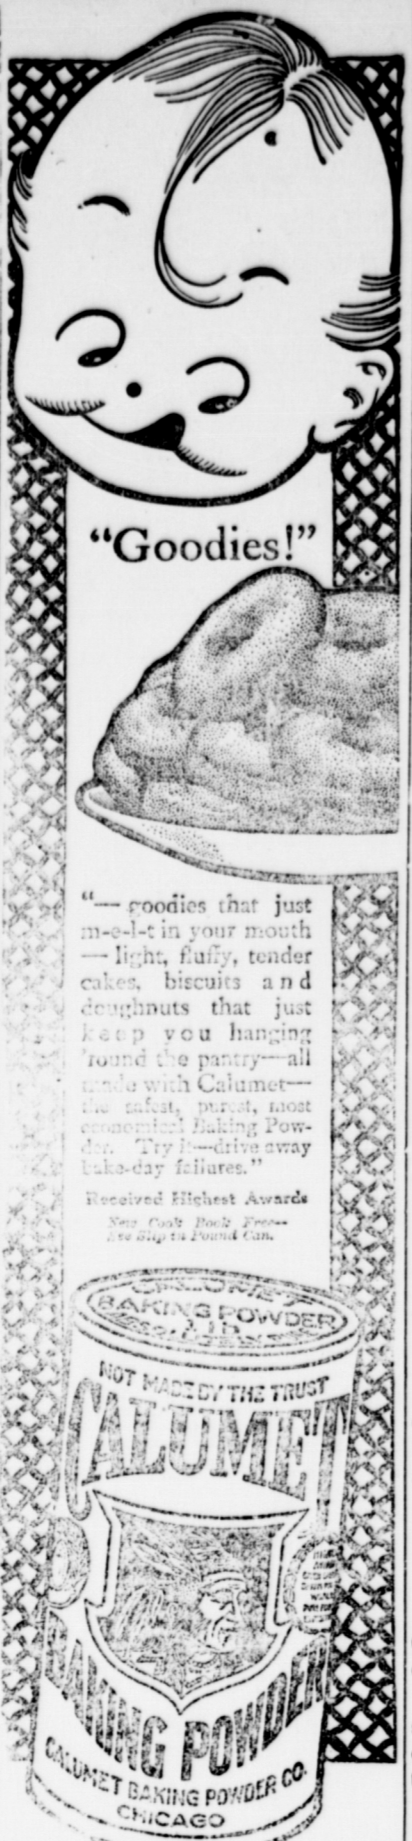 “Goodies!”
“— goodies that just
m-e-l-t in your mouth
— light, fluffy, tender
cakes, biscuits and
doughnuts that just
keep you hanging
’round the pantry—all
made with Calumet—
the safest, purest, most
economical Baking Pow-
der. Try it—drive away
bake-day failures.”
Received Highest Awards
New Cook Book Free—
See Slip in Pound Can.
CALUMET
BAKING POWDER
1 LB.
NOT MADE BY THE TRUST
CALUMET
BAKING POWDER
CALUMET BAKING POWDER CO.
CHICAGO